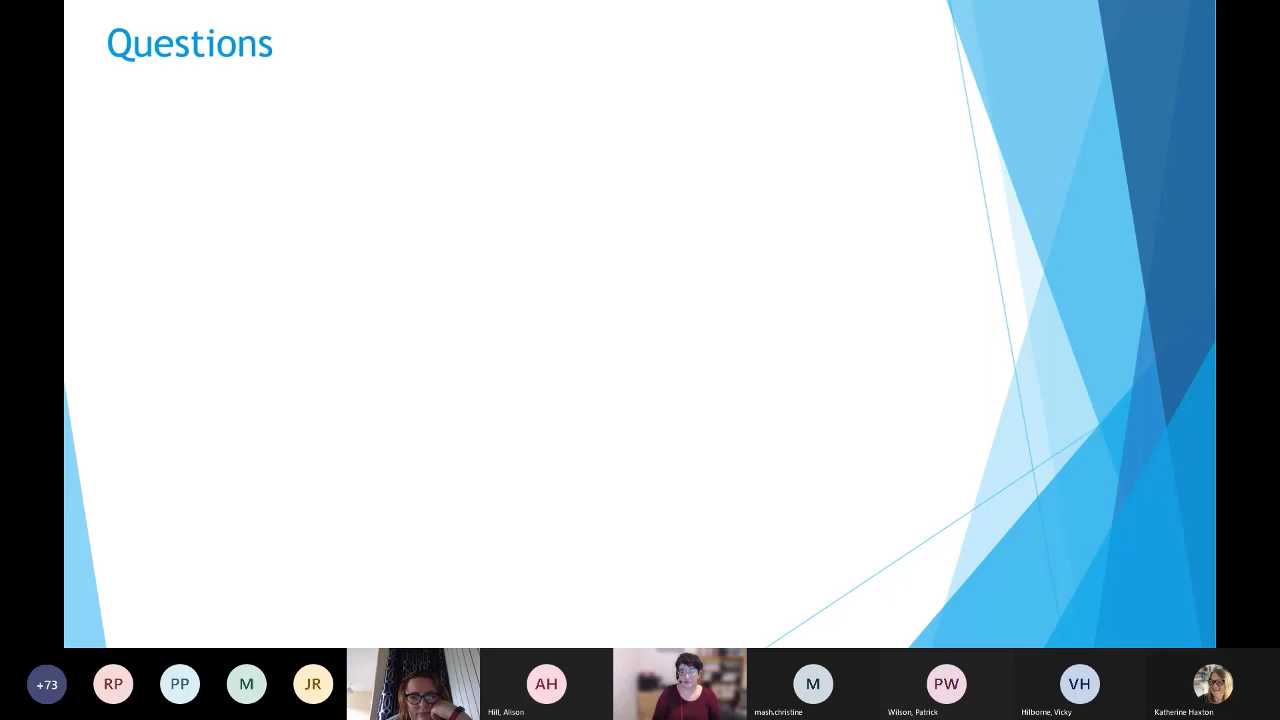 Questions
+73
RP
PP
M
JR
AH
Hill, Alison
M
mash.christine
PW
Wilson, Patrick
VH
Hilborne, Vicky
Katherine Haxton